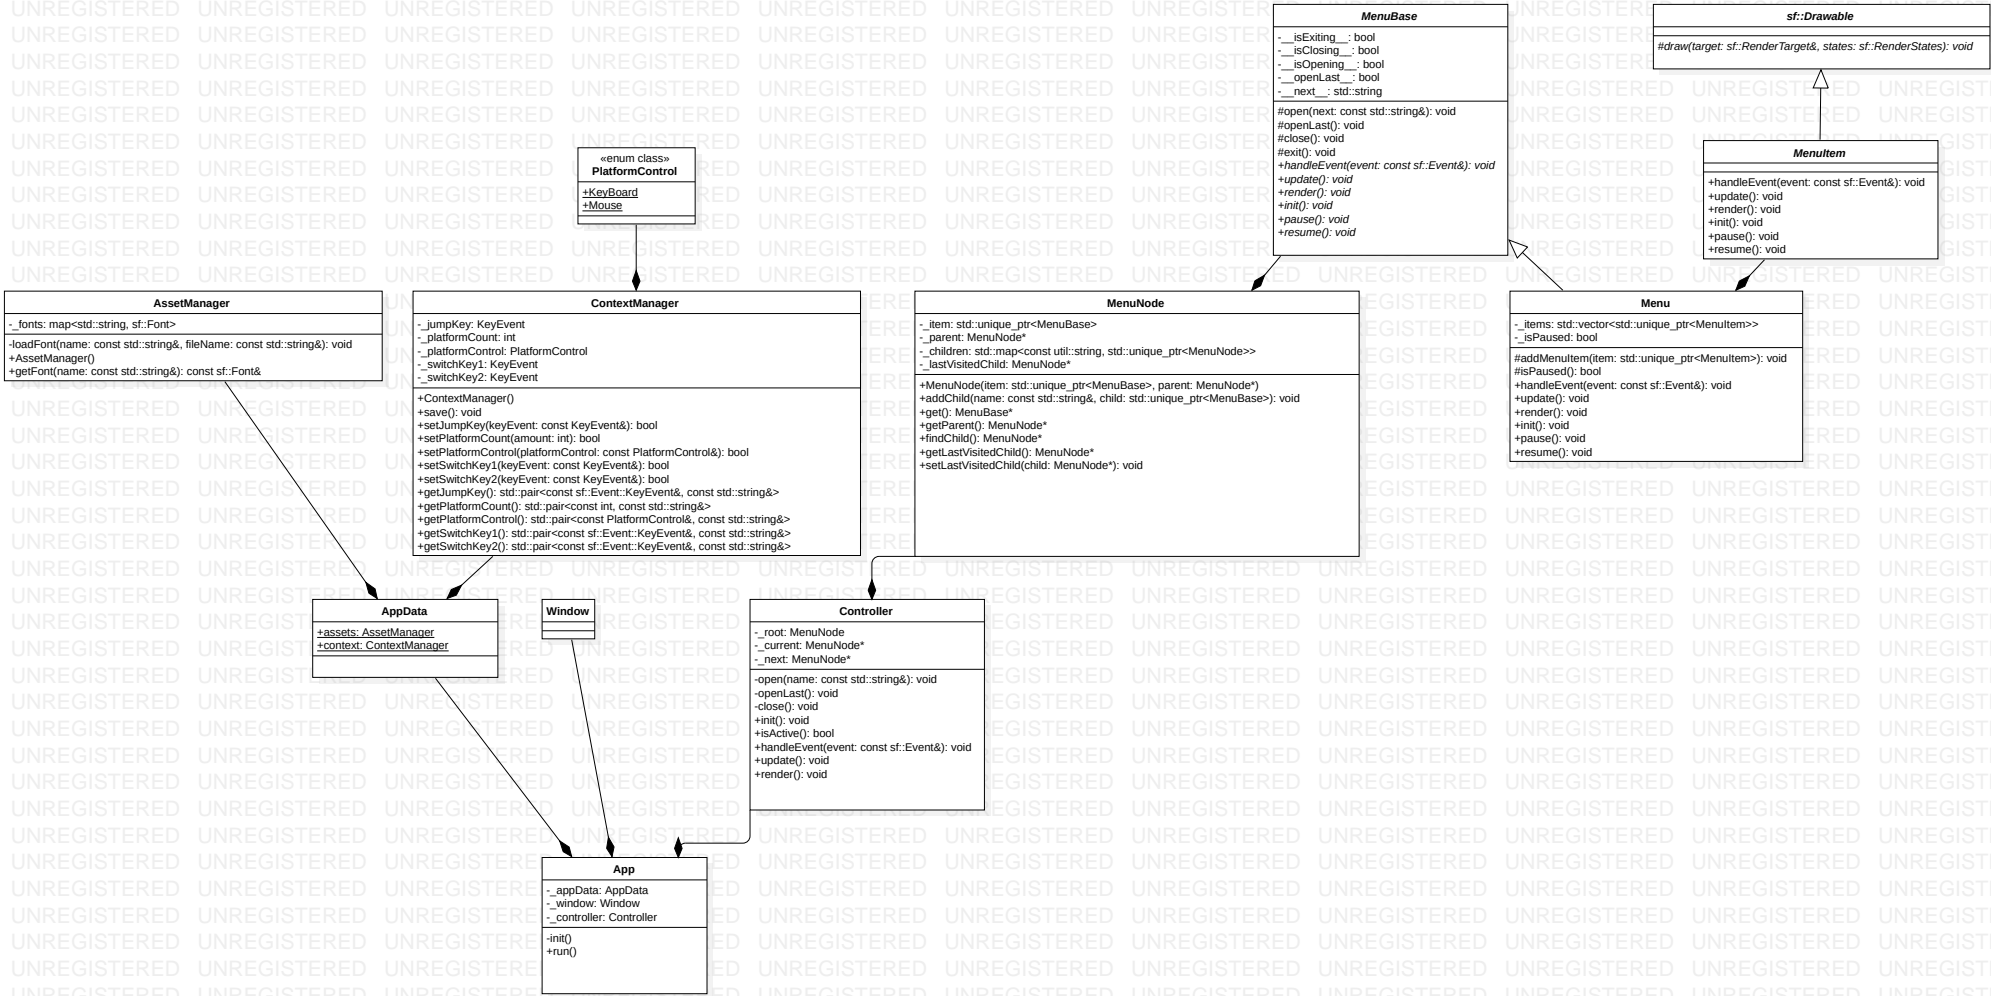 MenuBase
-__isExiting__: bool
-__isClosing__: bool
-__isOpening__: bool
-__openLast__: bool
-__next__: std::string
#open(next: const std::string&): void
#openLast(): void
#close(): void
#exit(): void
+handleEvent(event: const sf::Event&): void
+update(): void
+render(): void
+init(): void
+pause(): void
+resume(): void
sf::Drawable
#draw(target: sf::RenderTarget&, states: sf::RenderStates): void
MenuItem
+handleEvent(event: const sf::Event&): void
+update(): void
+render(): void
+init(): void
+pause(): void
+resume(): void
«enum class»
PlatformControl
+KeyBoard
+Mouse
AssetManager
-_fonts: map<std::string, sf::Font>
-loadFont(name: const std::string&, fileName: const std::string&): void
+AssetManager()
+getFont(name: const std::string&): const sf::Font&
ContextManager
-_jumpKey: KeyEvent
-_platformCount: int
-_platformControl: PlatformControl
-_switchKey1: KeyEvent
-_switchKey2: KeyEvent
+ContextManager()
+save(): void
+setJumpKey(keyEvent: const KeyEvent&): bool
+setPlatformCount(amount: int): bool
+setPlatformControl(platformControl: const PlatformControl&): bool
+setSwitchKey1(keyEvent: const KeyEvent&): bool
+setSwitchKey2(keyEvent: const KeyEvent&): bool
+getJumpKey(): std::pair<const sf::Event::KeyEvent&, const std::string&>
+getPlatformCount(): std::pair<const int, const std::string&>
+getPlatformControl(): std::pair<const PlatformControl&, const std::string&>
+getSwitchKey1(): std::pair<const sf::Event::KeyEvent&, const std::string&>
+getSwitchKey2(): std::pair<const sf::Event::KeyEvent&, const std::string&>
MenuNode
-_item: std::unique_ptr<MenuBase>
-_parent: MenuNode*
-_children: std::map<const util::string, std::unique_ptr<MenuNode>>
-_lastVisitedChild: MenuNode*
+MenuNode(item: std::unique_ptr<MenuBase>, parent: MenuNode*)
+addChild(name: const std::string&, child: std::unique_ptr<MenuBase>): void
+get(): MenuBase*
+getParent(): MenuNode*
+findChild(): MenuNode*
+getLastVisitedChild(): MenuNode*
+setLastVisitedChild(child: MenuNode*): void
Menu
-_items: std::vector<std::unique_ptr<MenuItem>>
-_isPaused: bool
#addMenuItem(item: std::unique_ptr<MenuItem>): void
#isPaused(): bool
+handleEvent(event: const sf::Event&): void
+update(): void
+render(): void
+init(): void
+pause(): void
+resume(): void
AppData
+assets: AssetManager
+context: ContextManager
Window
Controller
-_root: MenuNode
-_current: MenuNode*
-_next: MenuNode*
-open(name: const std::string&): void
-openLast(): void
-close(): void
+init(): void
+isActive(): bool
+handleEvent(event: const sf::Event&): void
+update(): void
+render(): void
App
-_appData: AppData
-_window: Window
-_controller: Controller
-init()
+run()